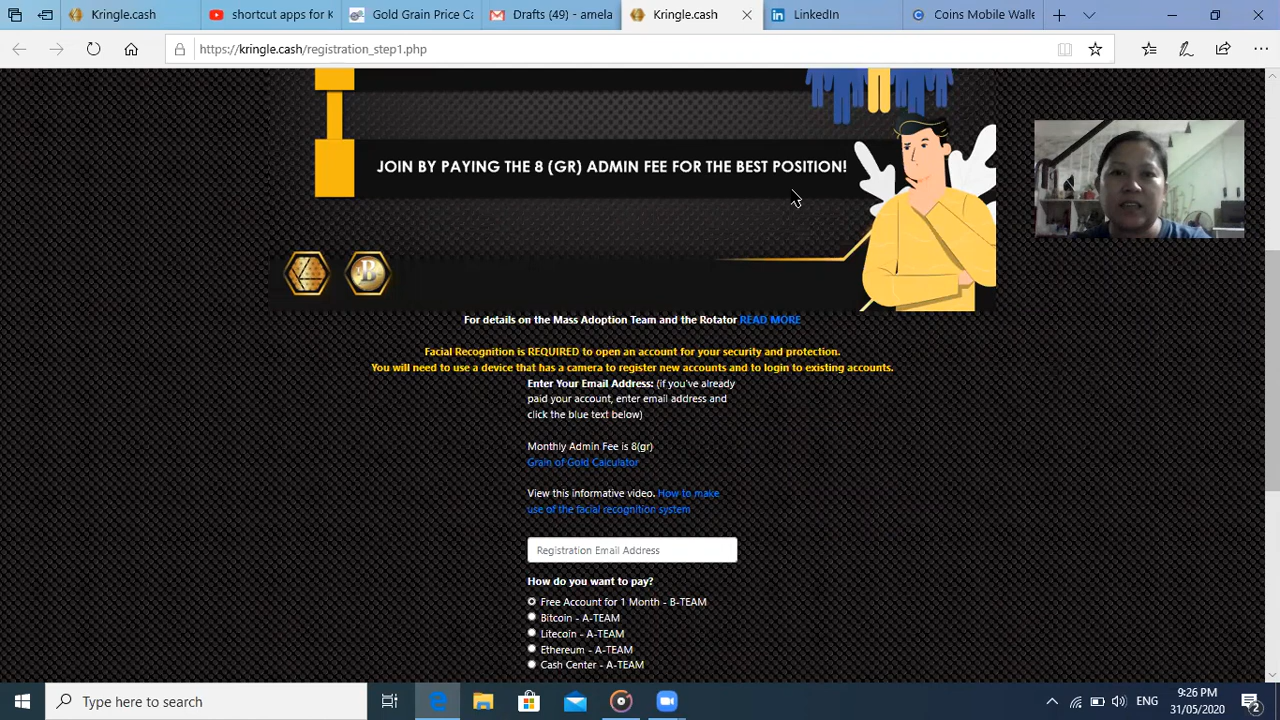 Kringle.cash
shortcut apps for K
Gold Grain Price Ca
Drafts (49) - amela
Kringle.cash
LinkedIn
Coins Mobile Walle
https://kringle.cash/registration_step1.php
JOIN BY PAYING THE 8 (GR) ADMIN FEE FOR THE BEST POSITION!
B
For details on the Mass Adoption Team and the Rotator READ MORE
Facial Recognition is REQUIRED to open an account for your security and protection.
You will need to use a device that has a camera to register new accounts and to login to existing accounts.
Enter Your Email Address: (if you've already
paid your account, enter email address and
click the blue text below)
Monthly Admin Fee is 8(gr)
Grain of Gold Calculator
View this informative video. How to make
use of the facial recognition system
Registration Email Address
How do you want to pay?
Free Account for 1 Month - B-TEAM
Bitcoin - A-TEAM
Litecoin - A-TEAM
Ethereum - A-TEAM
Cash Center - A-TEAM
Type here to search
ENG
9:26 PM
31/05/2020
2